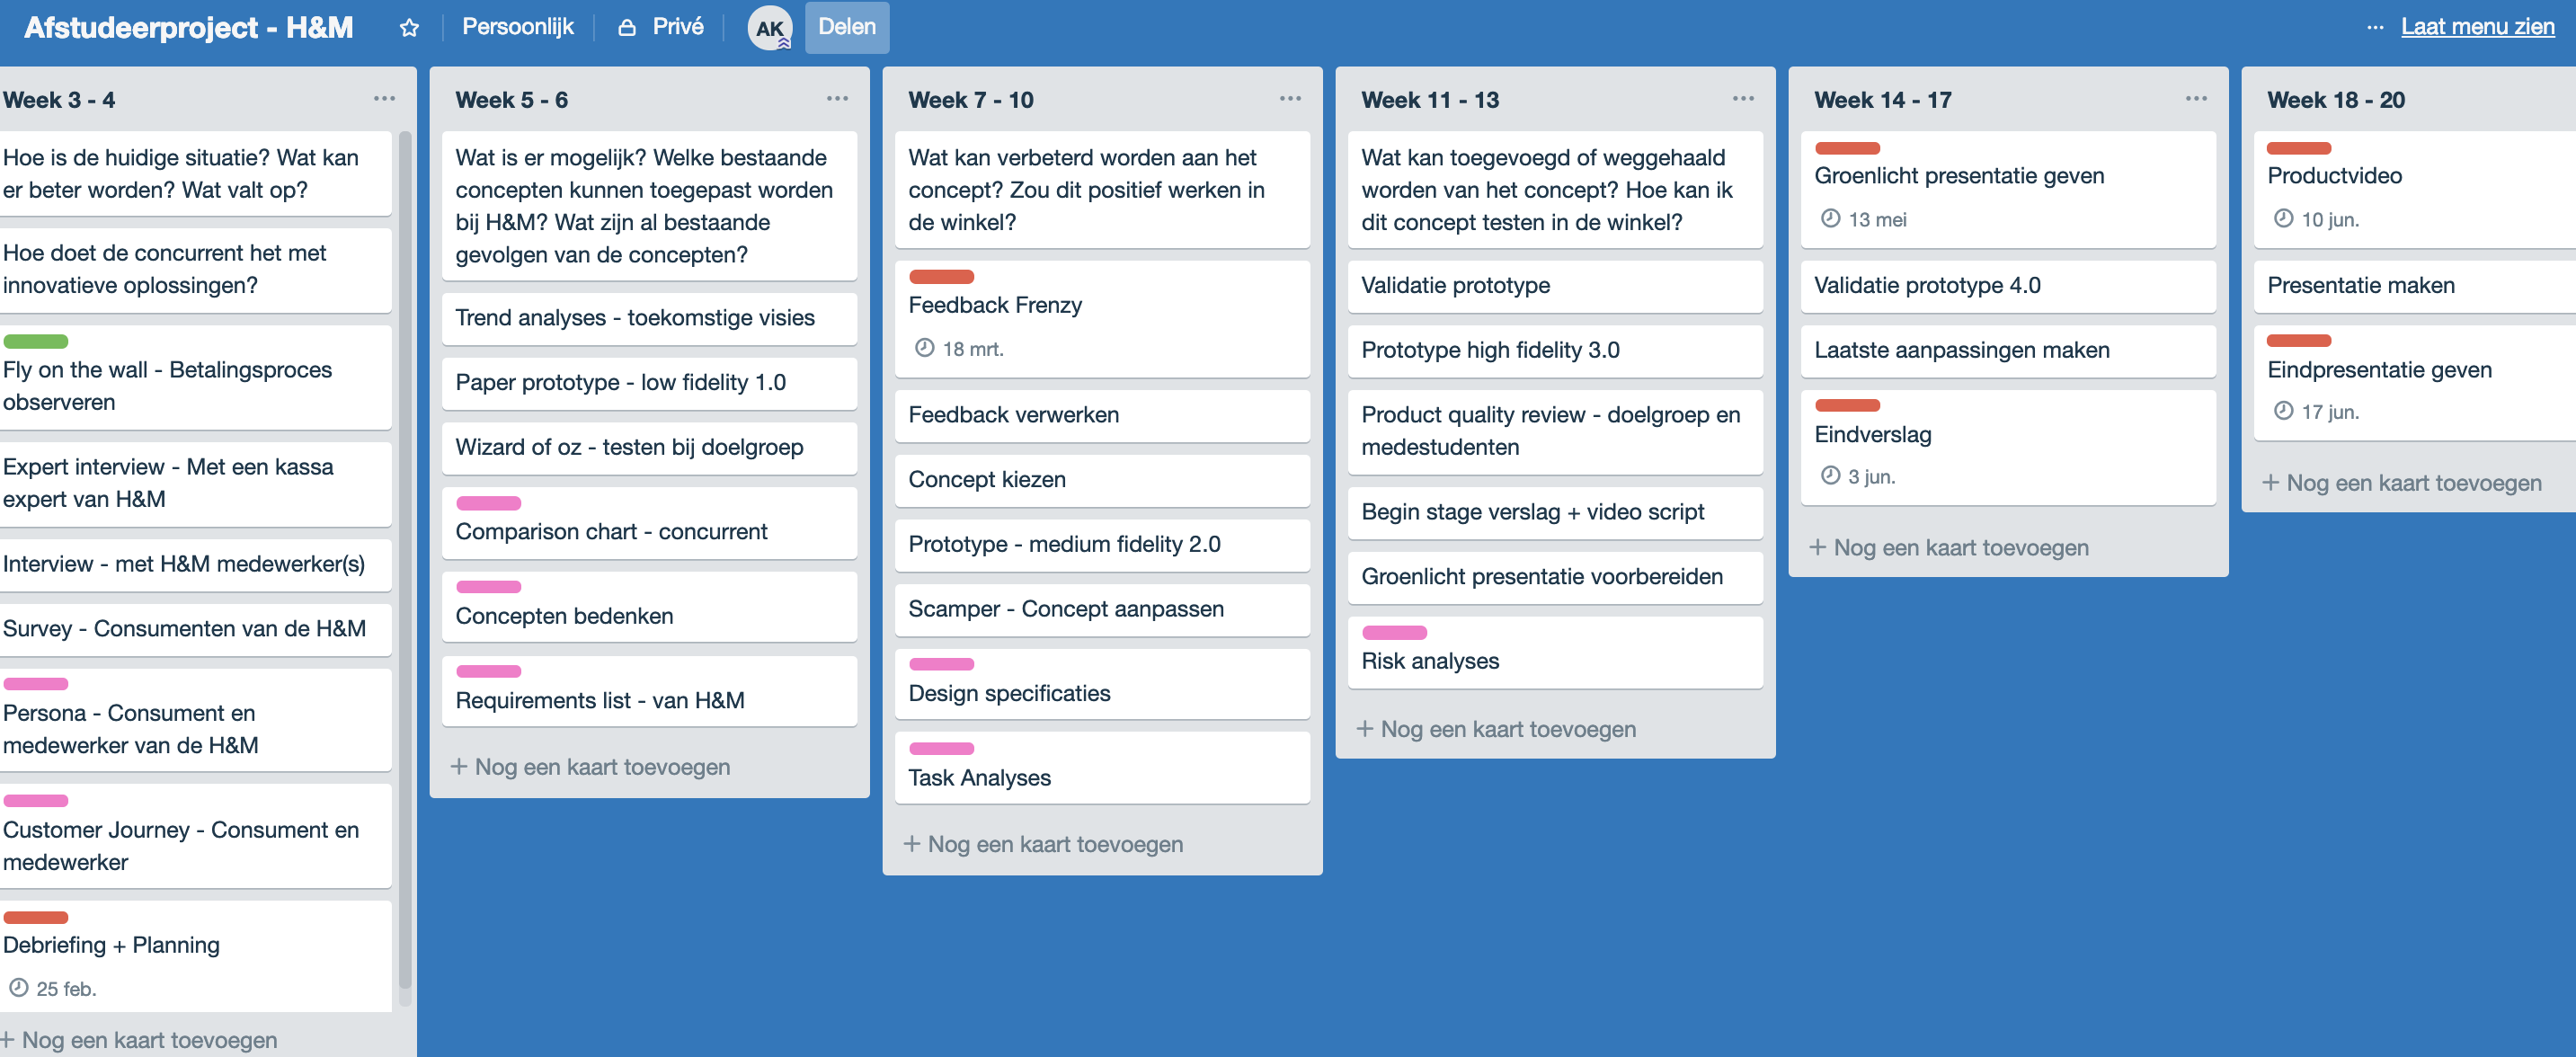 Afstudeerproject - H&M
Persoonlijk
Privé
AK
Delen
Laat menu zien
Week 3 - 4
Hoe is de huidige situatie? Wat kan
er beter worden? Wat valt op?
Hoe doet de concurrent het met
innovatieve oplossingen?
Fly on the wall - Betalingsproces
observeren
Expert interview - Met een kassa
expert van H&M
Interview - met H&M medewerker(s)
Survey - Consumenten van de H&M
Persona - Consument en
medewerker van de H&M
Customer Journey - Consument en
medewerker
Debriefing + Planning
25 feb.
+ Nog een kaart toevoegen
Week 5 - 6
Wat is er mogelijk? Welke bestaande
concepten kunnen toegepast worden
bij H&M? Wat zijn al bestaande
gevolgen van de concepten?
Trend analyses - toekomstige visies
Paper prototype - low fidelity 1.0
Wizard of oz - testen bij doelgroep
Comparison chart - concurrent
Concepten bedenken
Requirements list - van H&M
+ Nog een kaart toevoegen
Week 7 - 10
Wat kan verbeterd worden aan het
concept? Zou dit positief werken in
de winkel?
Feedback Frenzy
18 mrt.
Feedback verwerken
Concept kiezen
Prototype - medium fidelity 2.0
Scamper - Concept aanpassen
Design specificaties
Task Analyses
+ Nog een kaart toevoegen
Week 11 - 13
Wat kan toegevoegd of weggehaald
worden van het concept? Hoe kan ik
dit concept testen in de winkel?
Validatie prototype
Prototype high fidelity 3.0
Product quality review - doelgroep en
medestudenten
Begin stage verslag + video script
Groenlicht presentatie voorbereiden
Risk analyses
+ Nog een kaart toevoegen
Week 14 - 17
Groenlicht presentatie geven
13 mei
Validatie prototype 4.0
Laatste aanpassingen maken
Eindverslag
3 jun.
+ Nog een kaart toevoegen
Week 18 - 20
Productvideo
10 jun.
Presentatie maken
Eindpresentatie geven
17 jun.
+ Nog een kaart toevoegen